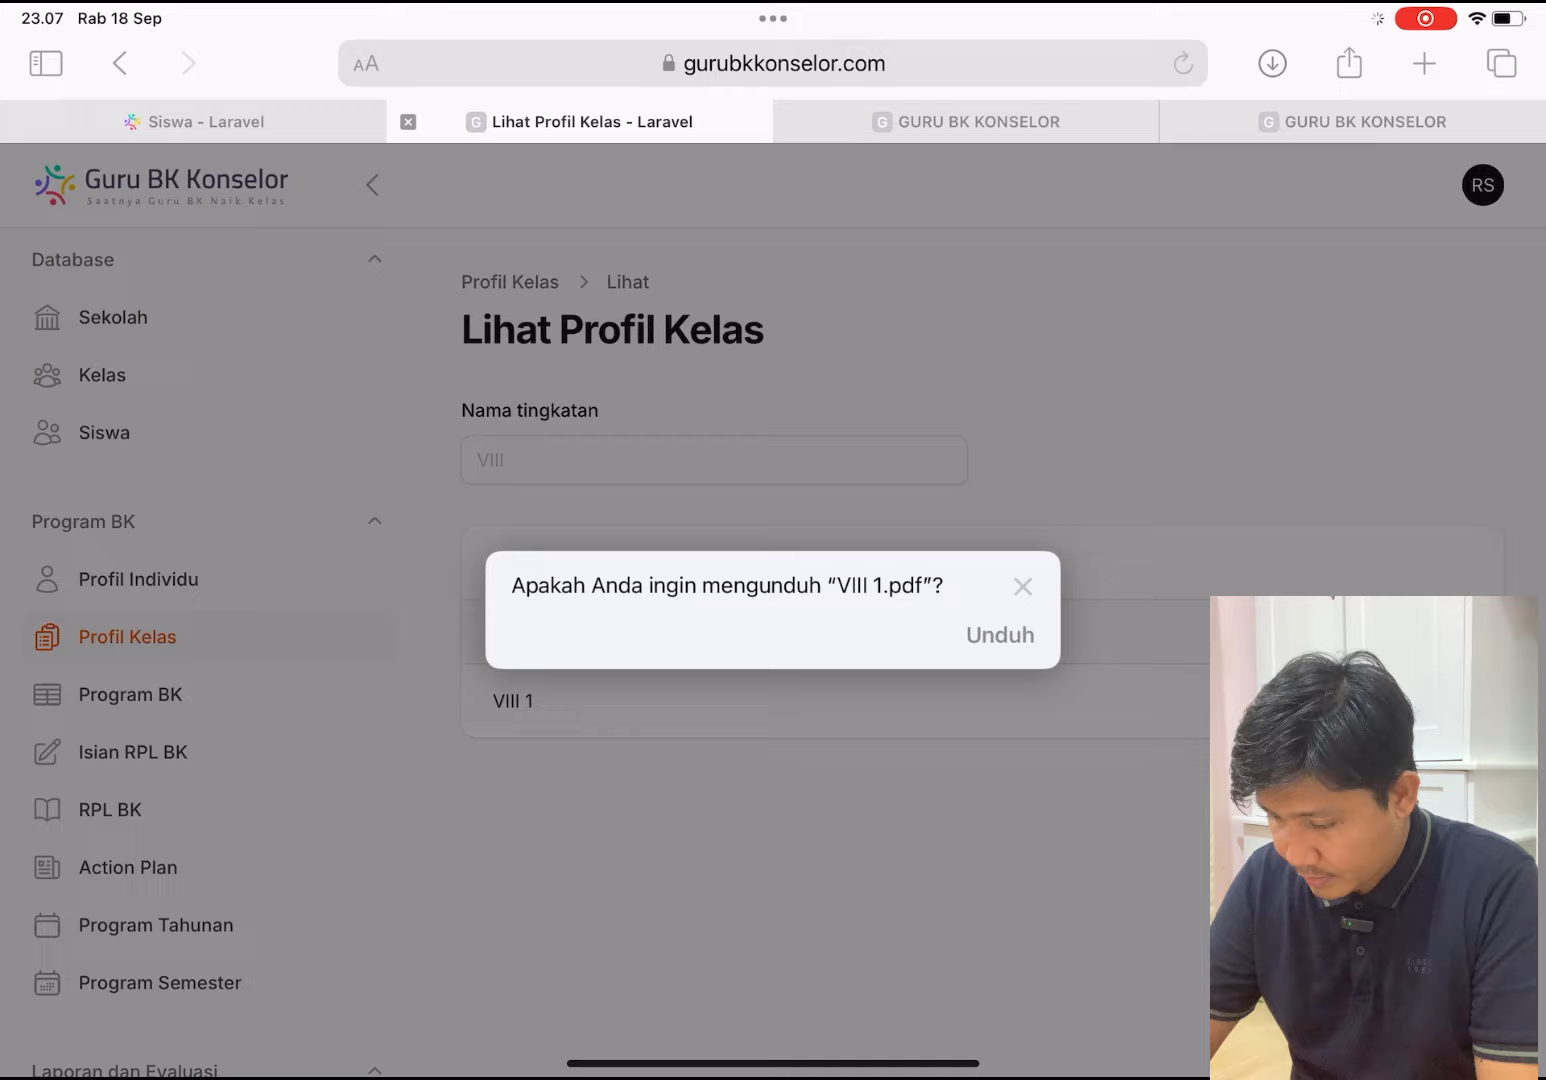 23.07 Rab 18 Sep
AA
gurubkkonselor.com
Siswa - Laravel
G Lihat Profil Kelas - Laravel
G GURU BK KONSELOR
G GURU BK KONSELOR
Guru BK Konselor
Saatnya Guru BK Naik Kelas
RS
Database
Sekolah
Kelas
Siswa
Program BK
Profil Individu
Profil Kelas
Program BK
Isian RPL BK
RPL BK
Action Plan
Program Tahunan
Program Semester
Laporan dan Evaluasi
Profil Kelas > Lihat
Lihat Profil Kelas
Nama tingkatan
VIII
Apakah Anda ingin mengunduh “VIII 1.pdf”?
Unduh
VIII 1